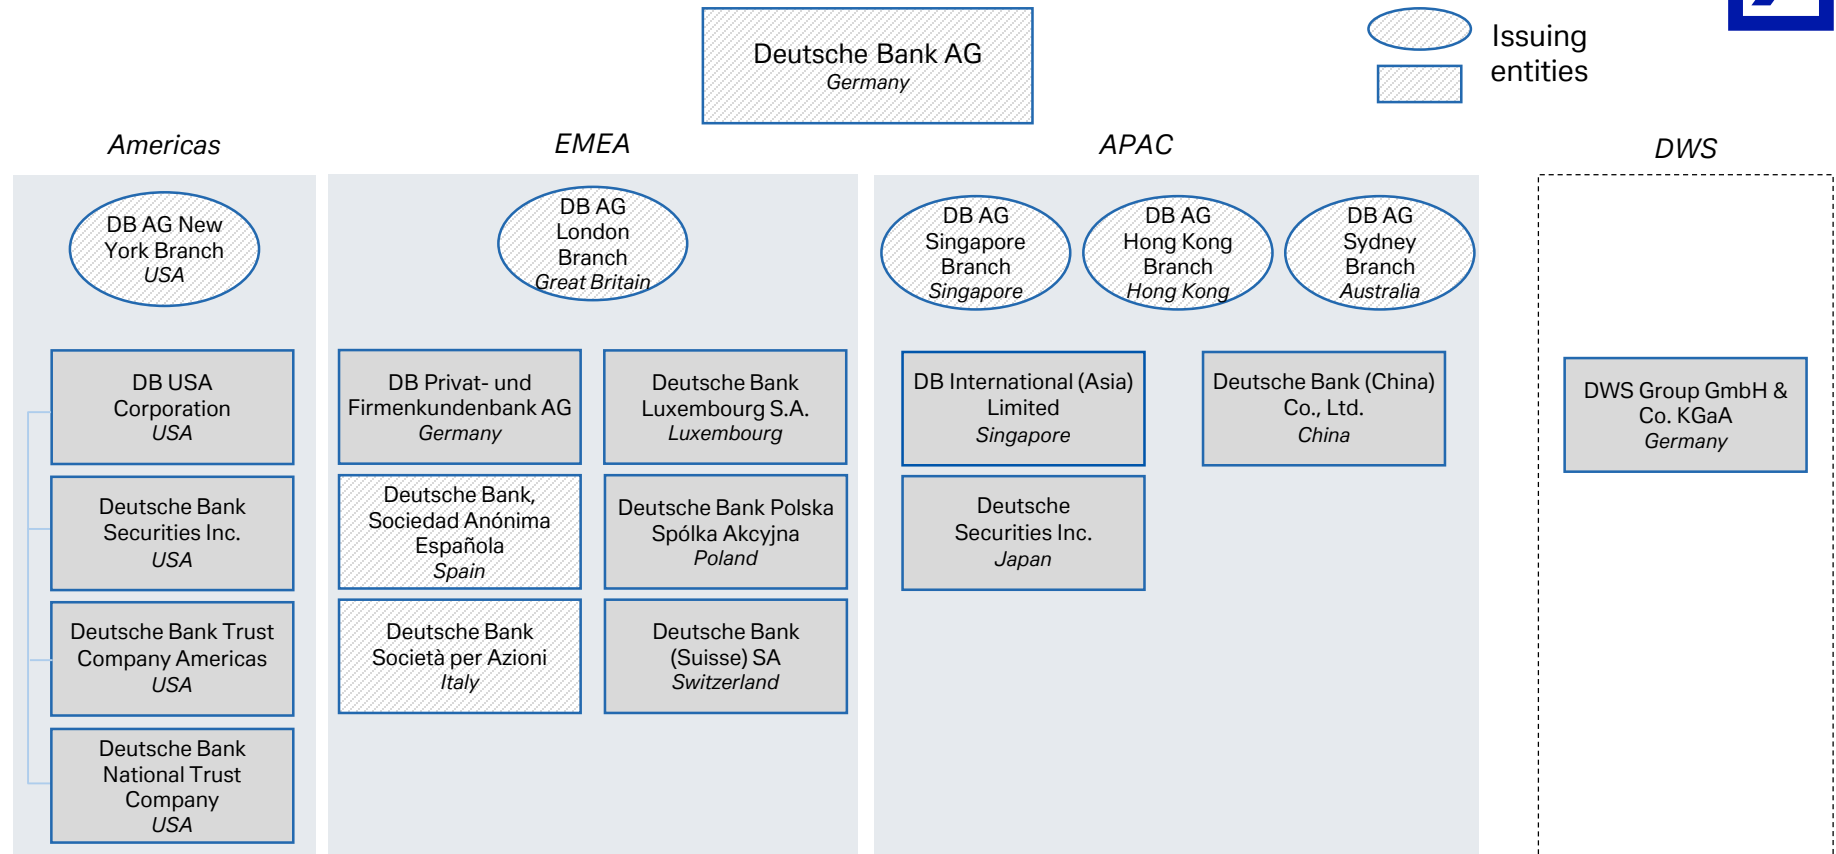 Deutsche Bank AG
Germany
Issuing
entities
Americas
EMEA
APAC
DWS
DB AG New
York Branch
USA
DB USA
Corporation
USA
Deutsche Bank
Securities Inc.
USA
Deutsche Bank Trust
Company Americas
USA
Deutsche Bank
National Trust
Company
USA
DB AG
London
Branch
Great Britain
DB Privat- und
Firmenkundenbank AG
Germany
Deutsche Bank
Luxembourg S.A.
Luxembourg
Deutsche Bank,
Sociedad Anónima
Española
Spain
Deutsche Bank Polska
Spólka Akcyjna
Poland
Deutsche Bank
Società per Azioni
Italy
Deutsche Bank
(Suisse) SA
Switzerland
DB AG
Singapore
Branch
Singapore
DB AG
Hong Kong
Branch
Hong Kong
DB AG
Sydney
Branch
Australia
DB International (Asia)
Limited
Singapore
Deutsche Bank (China)
Co., Ltd.
China
Deutsche
Securities Inc.
Japan
DWS Group GmbH &
Co. KGaA
Germany